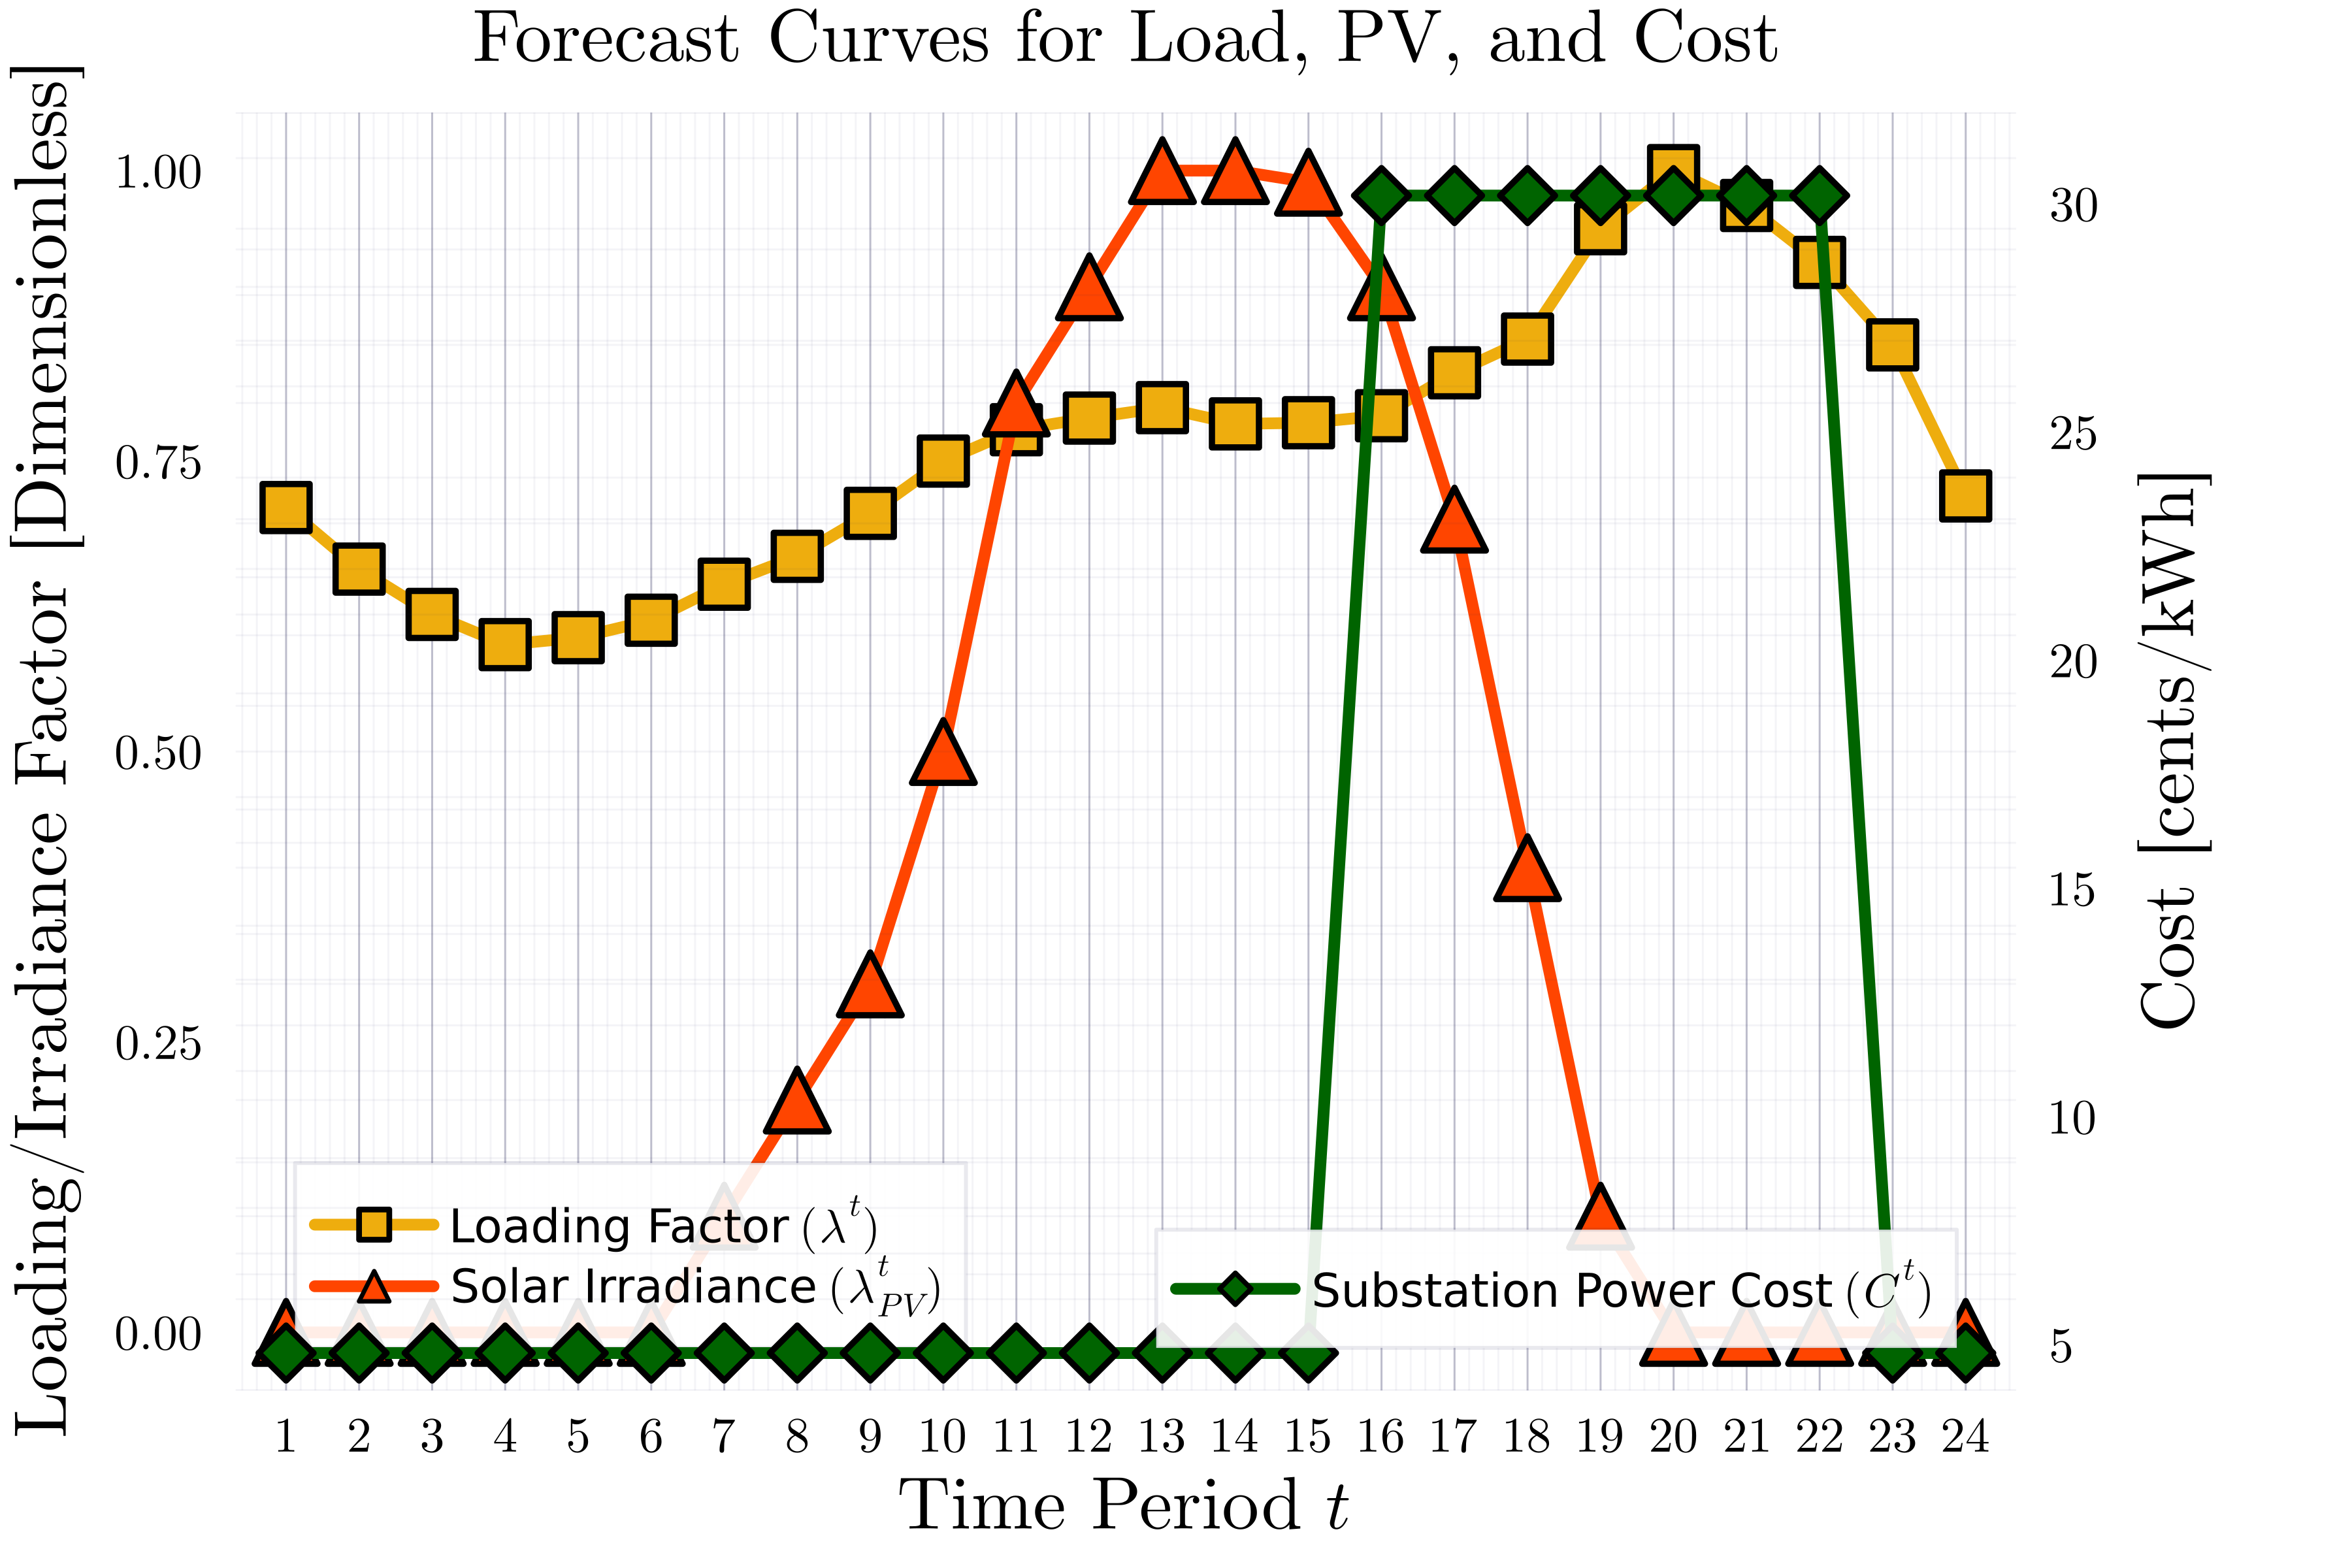 Forecast Curves for Load, PV, and Cost
Loading/Irradiance Factor [Dimensionless]
1.00
0.75
0.50
0.25
0.00
30
25
20
15
10
5
Cost [cents/kWh]
Loading Factor (λ^t)
Solar Irradiance (λ^t_PV)
Substation Power Cost (C^t)
1 2 3 4 5 6 7 8 9 10 11 12 13 14 15 16 17 18 19 20 21 22 23 24
Time Period t